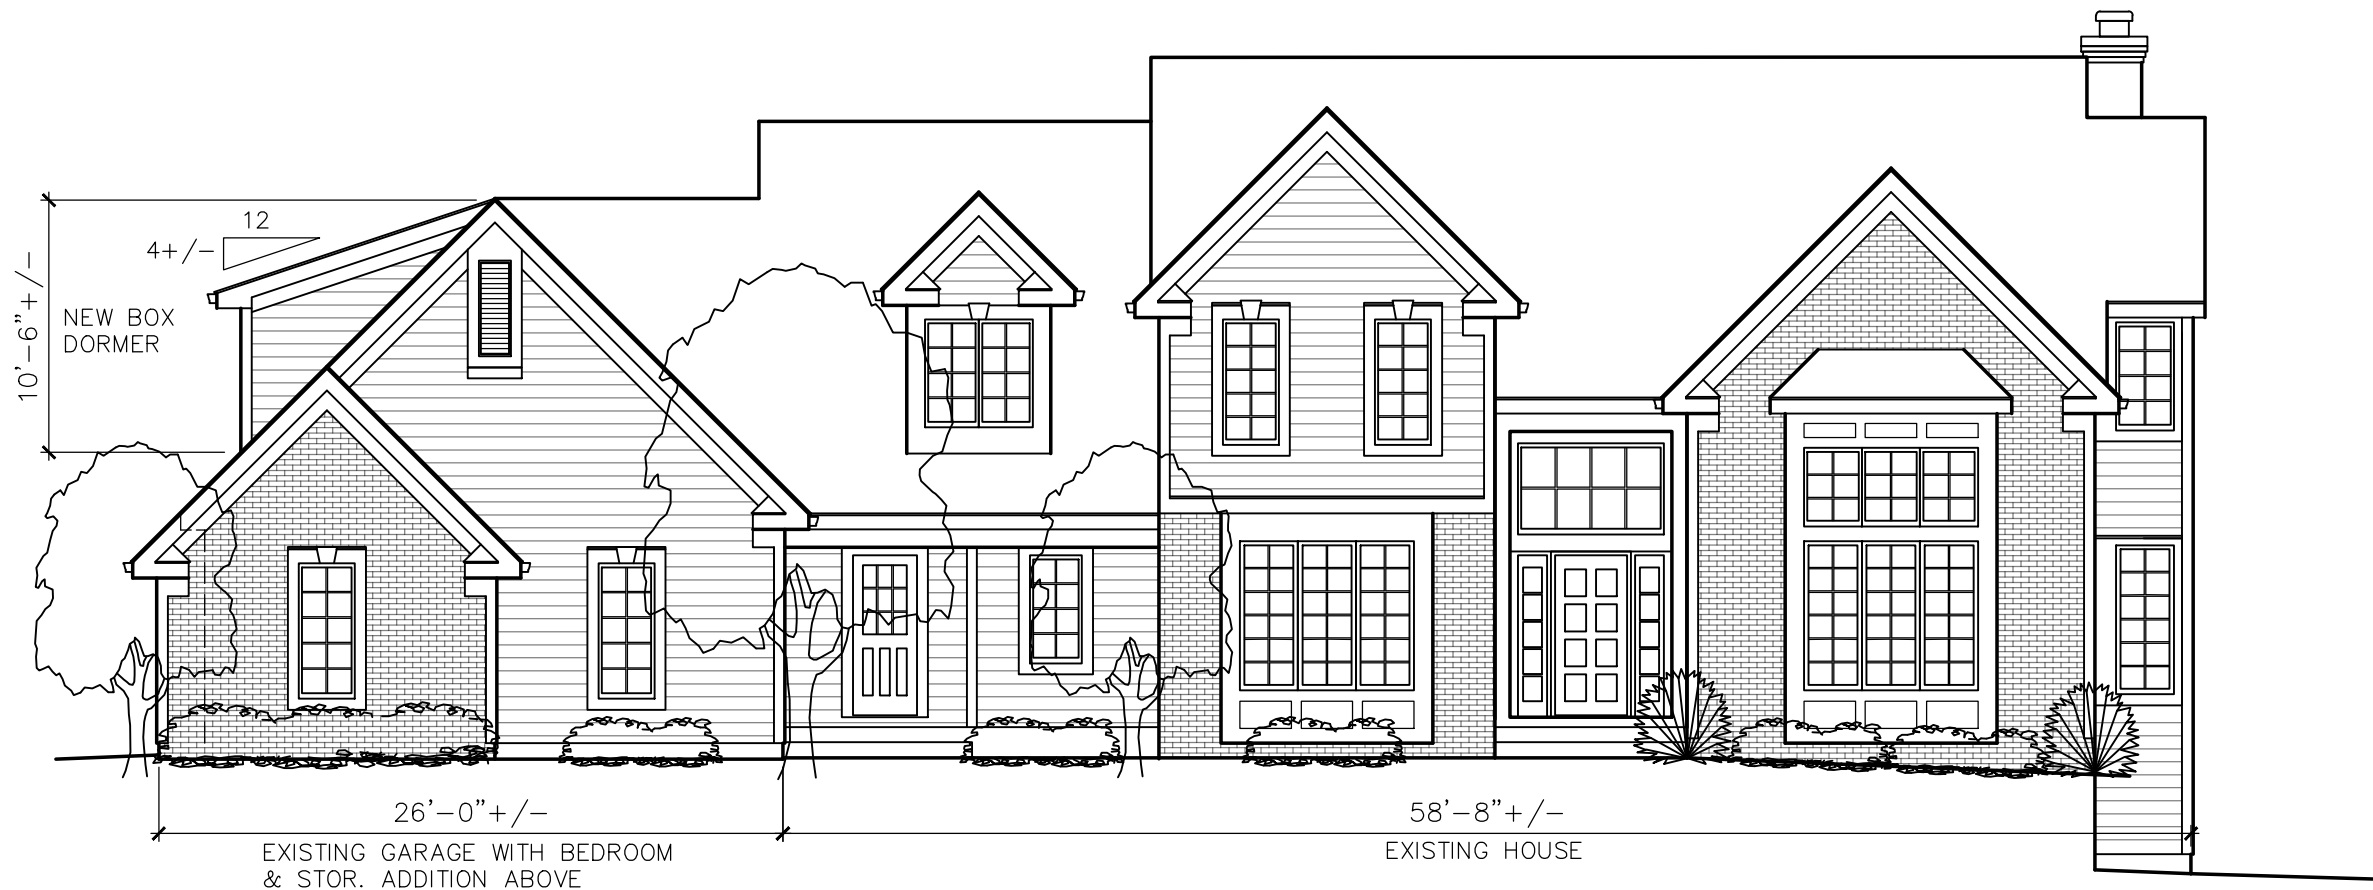 12
4+/-
10'-6"+/-
NEW BOX
DORMER
26'-0"+/-
EXISTING GARAGE WITH BEDROOM
& STOR. ADDITION ABOVE
58'-8"+/-
EXISTING HOUSE